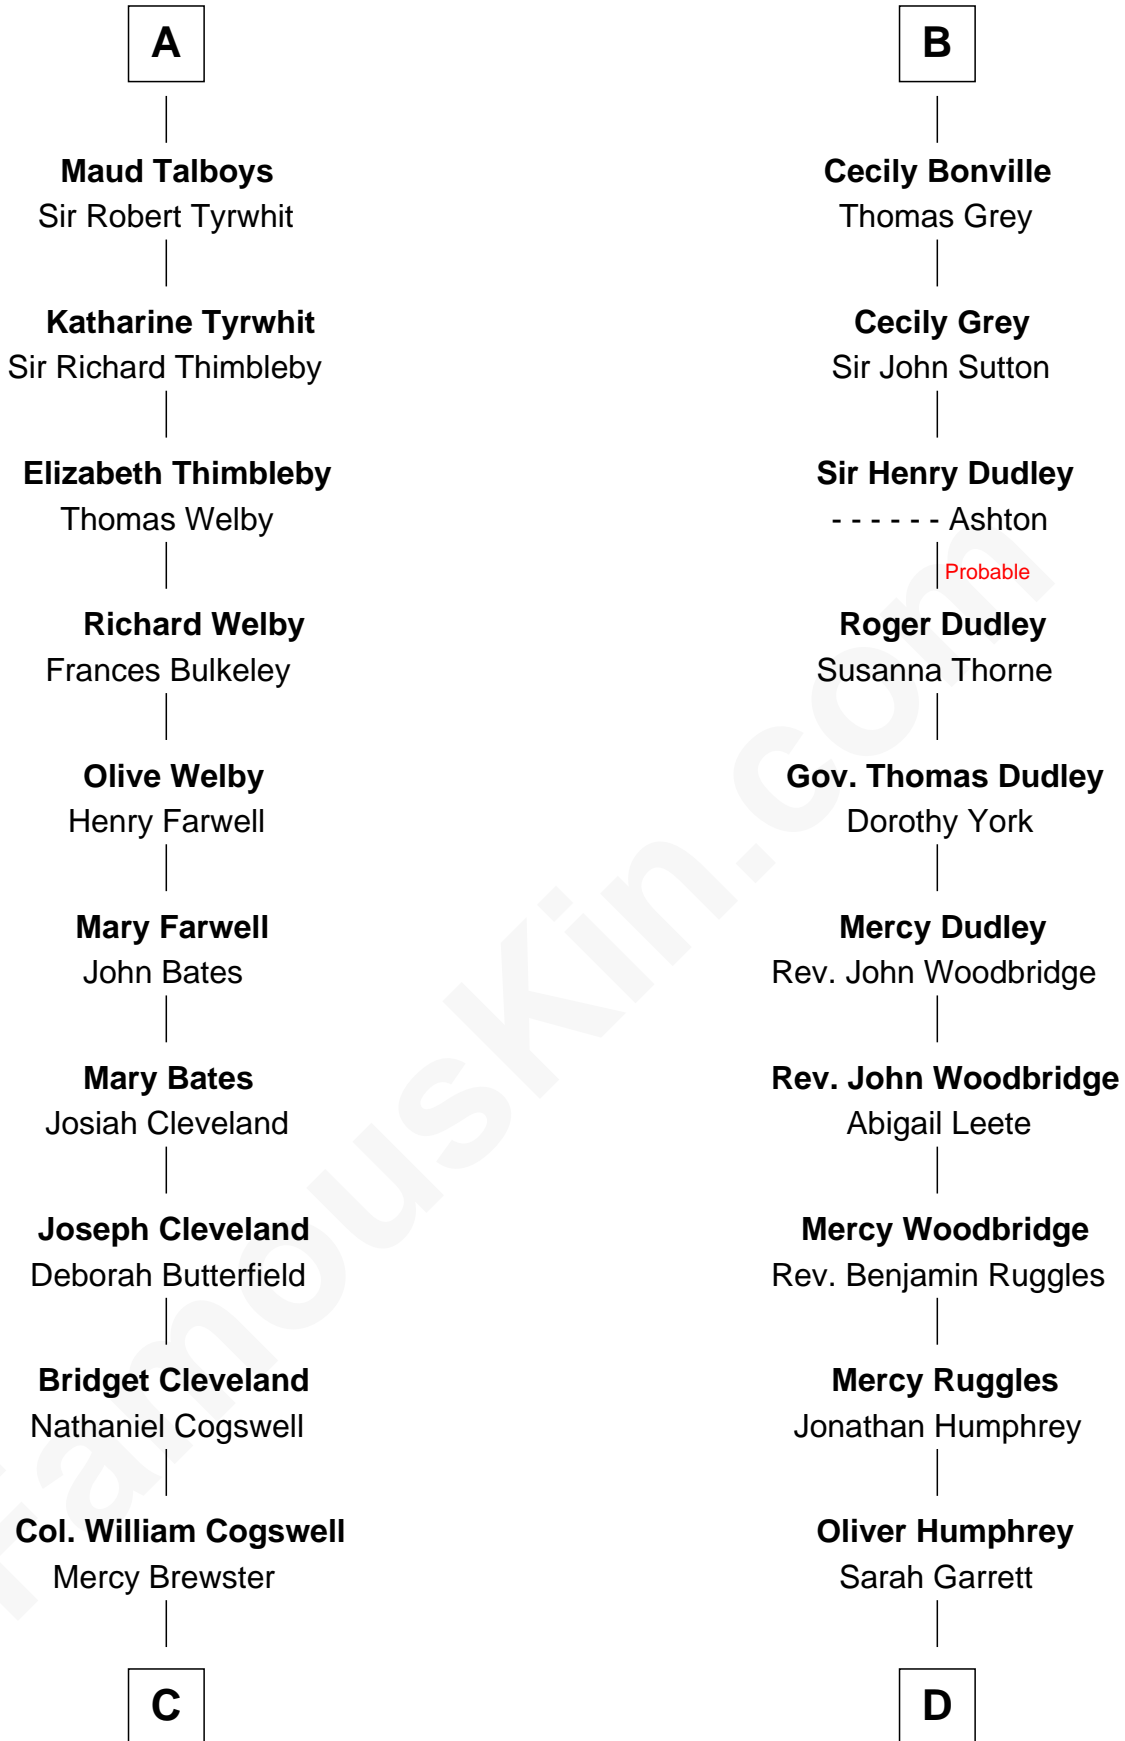 A
Maud Talboys
Sir Robert Tyrwhit
Katharine Tyrwhit
Sir Richard Thimbleby
Elizabeth Thimbleby
Thomas Welby
Richard Welby
Frances Bulkeley
Olive Welby
Henry Farwell
Mary Farwell
John Bates
Mary Bates
Josiah Cleveland
Joseph Cleveland
Deborah Butterfield
Bridget Cleveland
Nathaniel Cogswell
Col. William Cogswell
Mercy Brewster
C
B
Cecily Bonville
Thomas Grey
Cecily Grey
Sir John Sutton
Sir Henry Dudley
- - - - - - Ashton
Probable
Roger Dudley
Susanna Thorne
Gov. Thomas Dudley
Dorothy York
Mercy Dudley
Rev. John Woodbridge
Rev. John Woodbridge
Abigail Leete
Mercy Woodbridge
Rev. Benjamin Ruggles
Mercy Ruggles
Jonathan Humphrey
Oliver Humphrey
Sarah Garrett
D
FamousKin.com